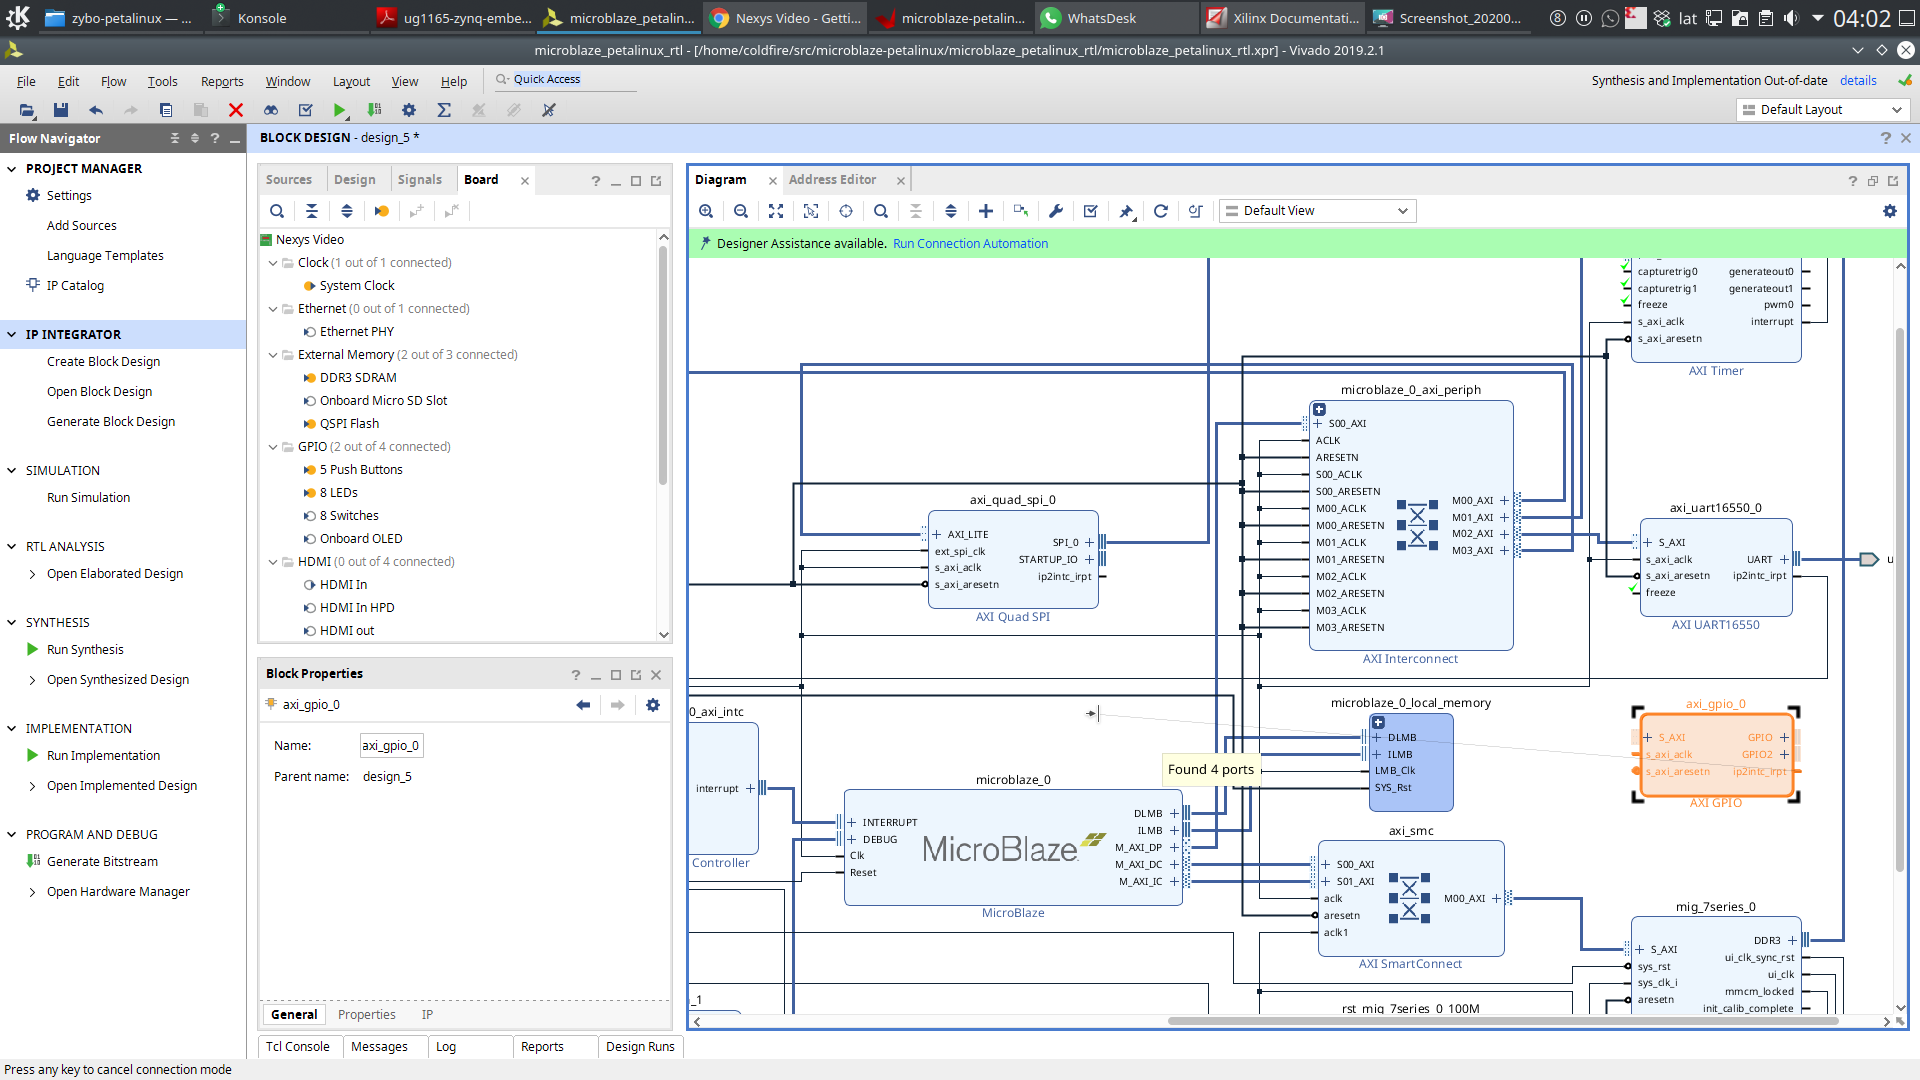 zybo-petalinux — ...
Konsole
ug1165-zynq-embe...
microblaze_petalin...
Nexys Video - Getti...
microblaze-petalin...
WhatsDesk
Xilinx Documentati...
Screenshot_20200...
8
lat
04:02
microblaze_petalinux_rtl - [/home/coldfire/src/microblaze-petalinux/microblaze_petalinux_rtl/microblaze_petalinux_rtl.xpr] - Vivado 2019.2.1
File Edit Flow Tools Reports Window Layout View Help
Quick Access
Synthesis and Implementation Out-of-date details
Default Layout
Flow Navigator
BLOCK DESIGN - design_5 *
PROJECT MANAGER
Settings
Add Sources
Language Templates
IP Catalog
IP INTEGRATOR
Create Block Design
Open Block Design
Generate Block Design
SIMULATION
Run Simulation
RTL ANALYSIS
Open Elaborated Design
SYNTHESIS
Run Synthesis
Open Synthesized Design
IMPLEMENTATION
Run Implementation
Open Implemented Design
PROGRAM AND DEBUG
Generate Bitstream
Open Hardware Manager
Sources Design Signals Board
Nexys Video
Clock (1 out of 1 connected)
System Clock
Ethernet (0 out of 1 connected)
Ethernet PHY
External Memory (2 out of 3 connected)
DDR3 SDRAM
Onboard Micro SD Slot
QSPI Flash
GPIO (2 out of 4 connected)
5 Push Buttons
8 LEDs
8 Switches
Onboard OLED
HDMI (0 out of 4 connected)
HDMI In
HDMI In HPD
HDMI out
Block Properties
axi_gpio_0
Name: axi_gpio_0
Parent name: design_5
General Properties IP
Tcl Console Messages Log Reports Design Runs
Press any key to cancel connection mode
Diagram Address Editor
Default View
Designer Assistance available. Run Connection Automation
capturetrig0 generateout0
capturetrig1 generateout1
freeze pwm0
s_axi_aclk interrupt
s_axi_aresetn
AXI Timer
microblaze_0_axi_periph
S00_AXI
ACLK
ARESETN
S00_ACLK
S00_ARESETN
M00_ACLK
M00_ARESETN
M01_ACLK
M01_ARESETN
M02_ACLK
M02_ARESETN
M03_ACLK
M03_ARESETN
M00_AXI
M01_AXI
M02_AXI
M03_AXI
AXI Interconnect
axi_quad_spi_0
AXI_LITE
ext_spi_clk
s_axi_aclk
s_axi_aresetn
SPI_0
STARTUP_IO
ip2intc_irpt
AXI Quad SPI
axi_uart16550_0
S_AXI
s_axi_aclk
s_axi_aresetn
freeze
UART
ip2intc_irpt
AXI UART16550
u
0_axi_intc
interrupt
Controller
microblaze_0_local_memory
DLMB
ILMB
LMB_Clk
SYS_Rst
Found 4 ports
axi_gpio_0
S_AXI
s_axi_aclk
s_axi_aresetn
GPIO
GPIO2
ip2intc_irpt
AXI GPIO
microblaze_0
INTERRUPT
DEBUG
Clk
Reset
MicroBlaze
DLMB
ILMB
M_AXI_DP
M_AXI_DC
M_AXI_IC
MicroBlaze
axi_smc
S00_AXI
S01_AXI
aclk
aresetn
aclk1
M00_AXI
AXI SmartConnect
mig_7series_0
S_AXI
sys_rst
sys_clk_i
aresetn
DDR3
ui_clk_sync_rst
ui_clk
mmcm_locked
init_calib_complete
_1
rst_mig_7series_0_100M